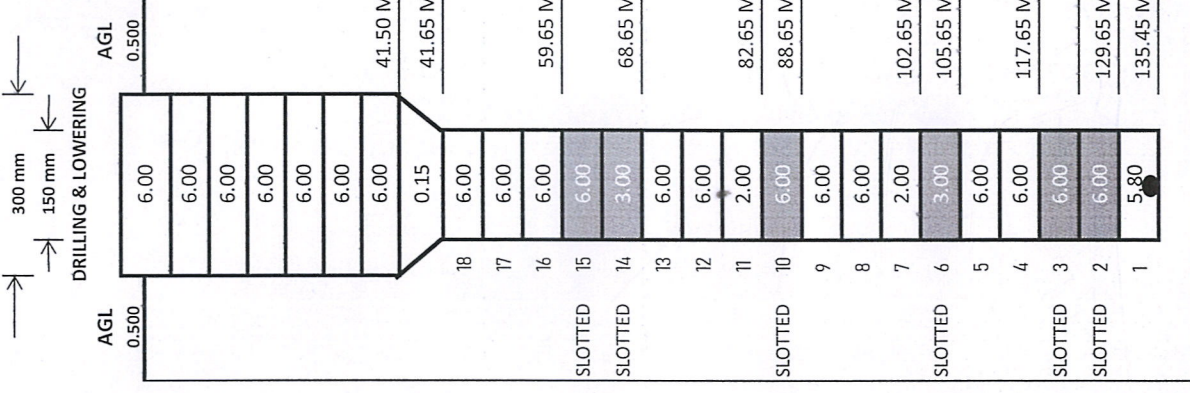 300 mm
150 mm
DRILLING & LOWERING
AGL AGL
0.500 0.500
6.00
6.00
6.00
6.00
6.00
6.00
6.00 41.50 M
0.15 41.65 M
18 6.00
17 6.00
16 6.00 59.65 M
SLOTTED 15 6.00
SLOTTED 14 3.00 68.65 M
13 6.00
12 6.00
11 2.00 82.65 M
SLOTTED 10 6.00 88.65 M
9 6.00
8 6.00
7 2.00 102.65 M
SLOTTED 6 3.00 105.65 M
5 6.00
4 6.00 117.65 M
SLOTTED 3 6.00
SLOTTED 2 6.00 129.65 M
1 5.80 135.45 M